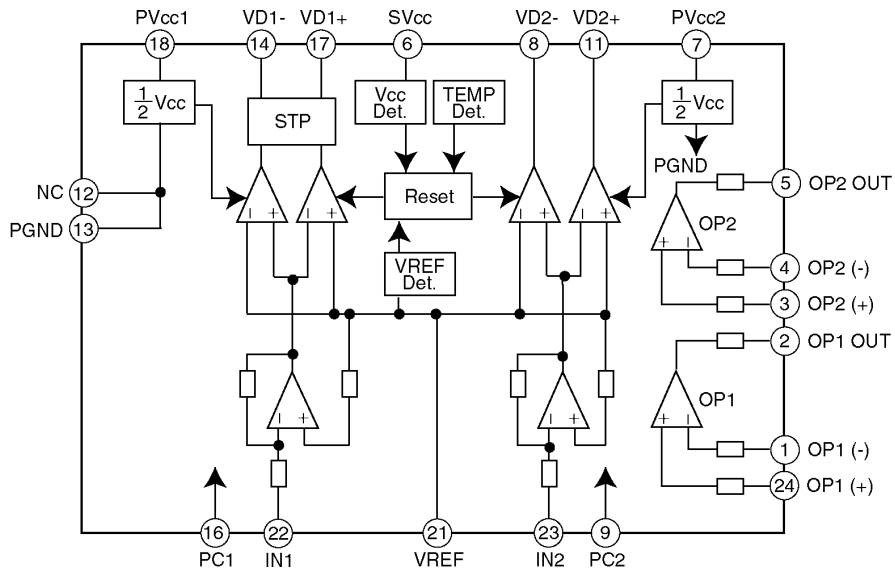 PVcc1 VD1- VD1+ SVcc VD2- VD2+ PVcc2
18 14 17 6 8 11 7
1/2 Vcc STP Vcc Det. TEMP Det. 1/2 Vcc
PGND
NC 12
PGND 13
Reset
VREF Det.
- + - + - + - +
5 OP2 OUT
OP2
+ -
4 OP2 (-)
3 OP2 (+)
2 OP1 OUT
OP1
- + - + + -
1 OP1 (-)
24 OP1 (+)
16 22 21 23 9
PC1 IN1 VREF IN2 PC2